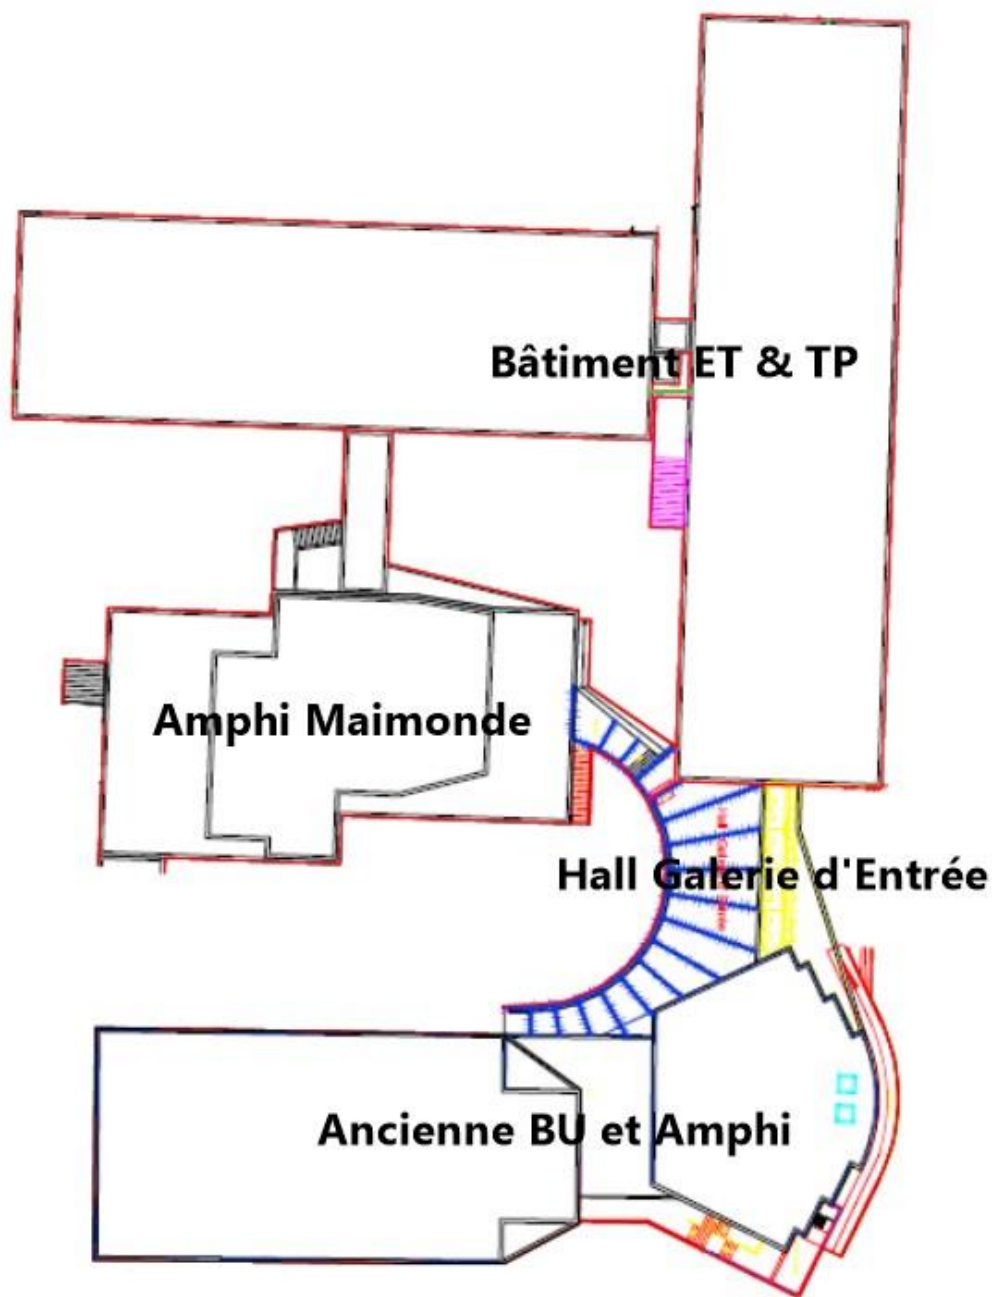 Bâtiment ET & TP
Amphi Maimonde
Hall Galerie d'Entrée
Ancienne BU et Amphi